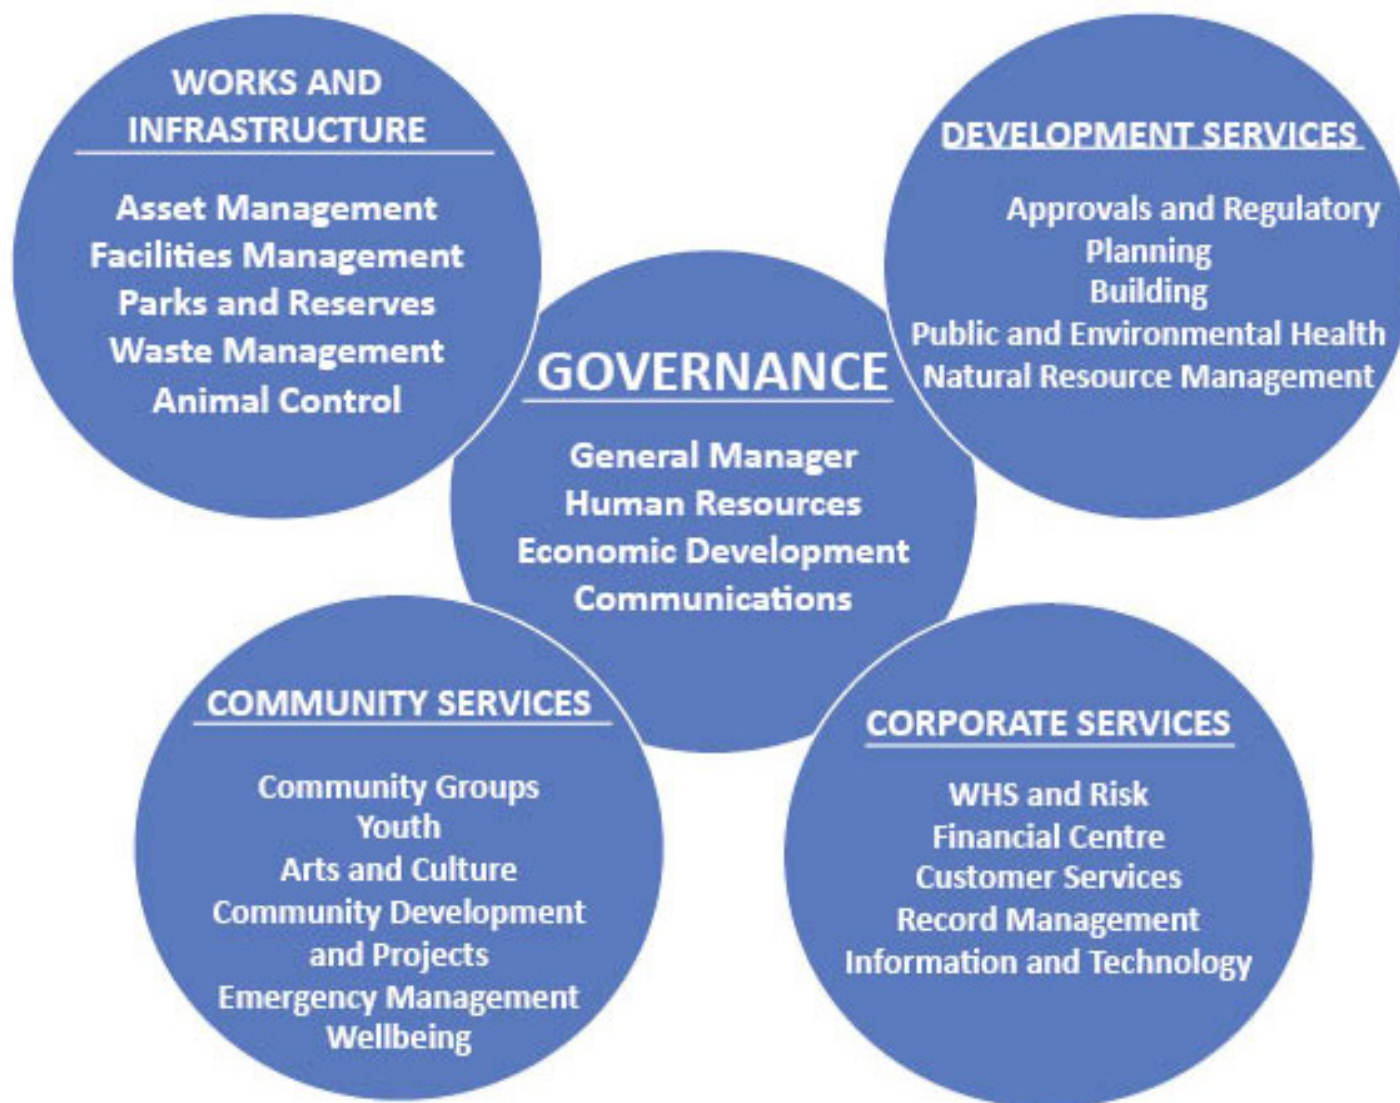 WORKS AND
INFRASTRUCTURE
Asset Management
Facilities Management
Parks and Reserves
Waste Management
Animal Control
DEVELOPMENT SERVICES
Approvals and Regulatory
Planning
Building
Public and Environmental Health
Natural Resource Management
GOVERNANCE
General Manager
Human Resources
Economic Development
Communications
COMMUNITY SERVICES
Community Groups
Youth
Arts and Culture
Community Development
and Projects
Emergency Management
Wellbeing
CORPORATE SERVICES
WHS and Risk
Financial Centre
Customer Services
Record Management
Information and Technology